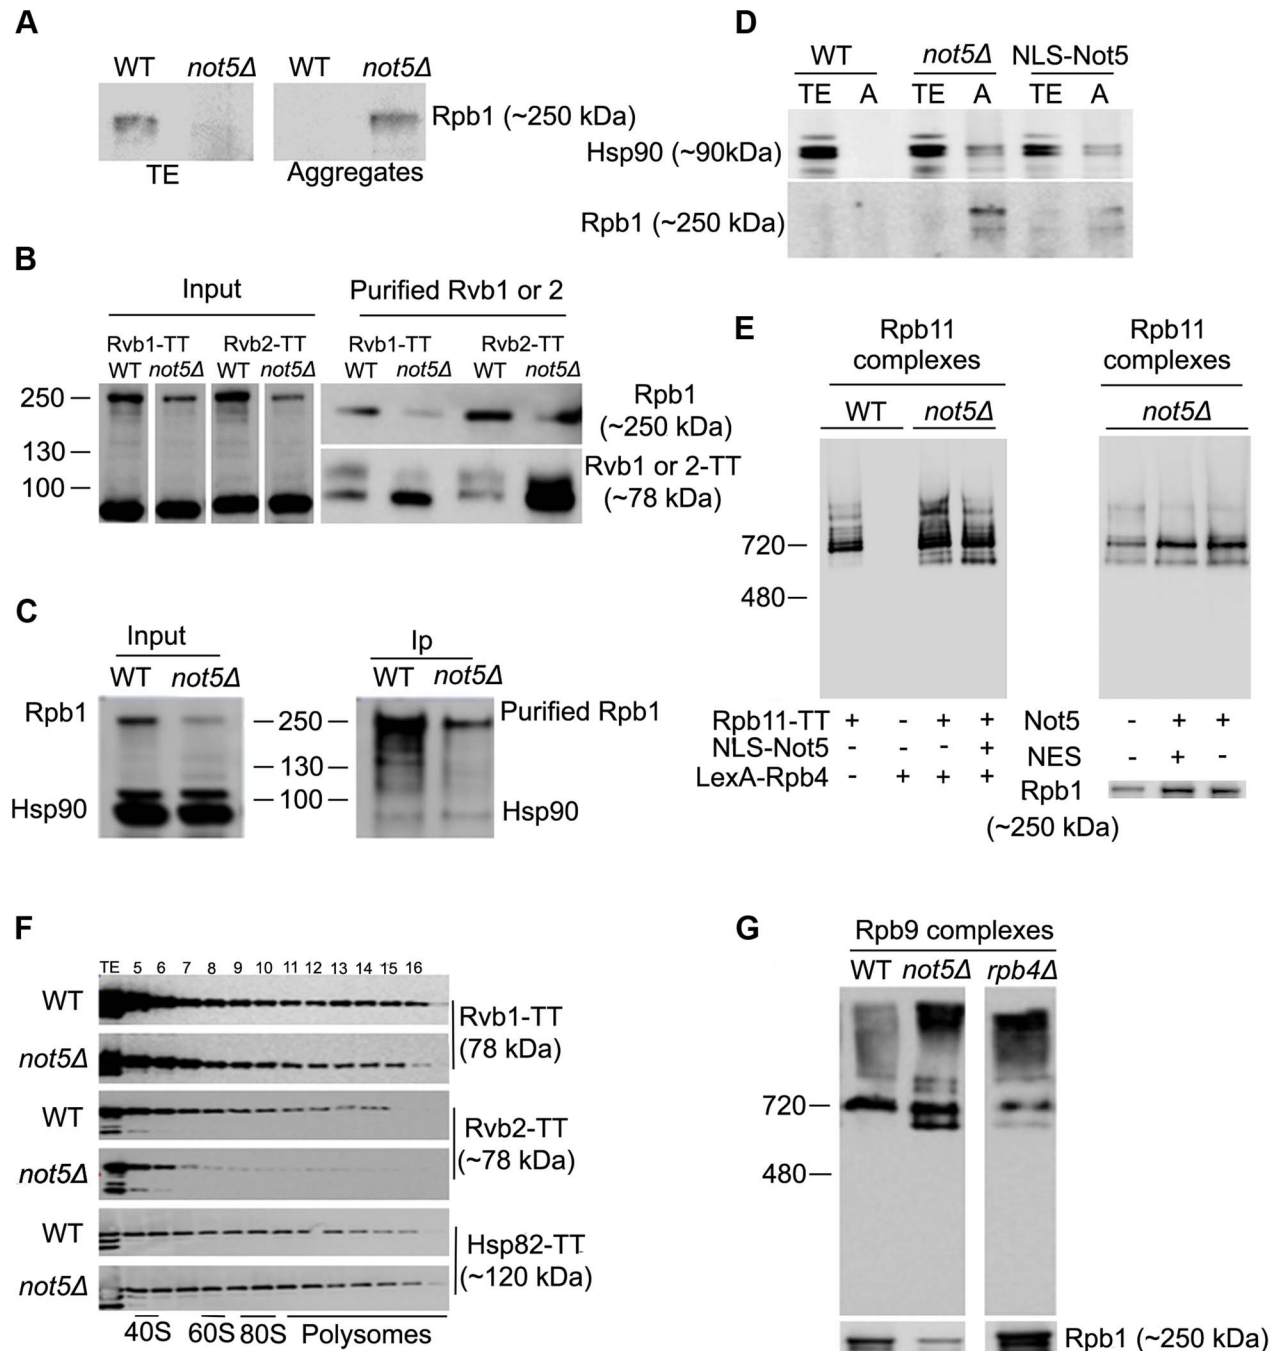 A
WT not5Δ WT not5Δ
Rpb1 (~250 kDa)
TE Aggregates
B
Input Purified Rvb1 or 2
Rvb1-TT Rvb2-TT Rvb1-TT Rvb2-TT
WT not5Δ WT not5Δ WT not5Δ WT not5Δ
250
130
100
Rpb1
(~250 kDa)
Rvb1 or 2-TT
(~78 kDa)
C
Input Ip
WT not5Δ WT not5Δ
Rpb1 250 Purified Rpb1
130
100
Hsp90 Hsp90
D
WT not5Δ NLS-Not5
TE A TE A TE A
Hsp90 (~90kDa)
Rpb1 (~250 kDa)
E
Rpb11
complexes
Rpb11
complexes
WT not5Δ not5Δ
720
480
Rpb11-TT + - + +
NLS-Not5 - - - +
LexA-Rpb4 - + + +
Not5 - + +
NES - + -
Rpb1
(~250 kDa)
F
TE 5 6 7 8 9 10 11 12 13 14 15 16
WT
not5Δ
Rvb1-TT
(78 kDa)
WT
not5Δ
Rvb2-TT
(~78 kDa)
WT
not5Δ
Hsp82-TT
(~120 kDa)
40S 60S 80S Polysomes
G
Rpb9 complexes
WT not5Δ rpb4Δ
720
480
Rpb1 (~250 kDa)